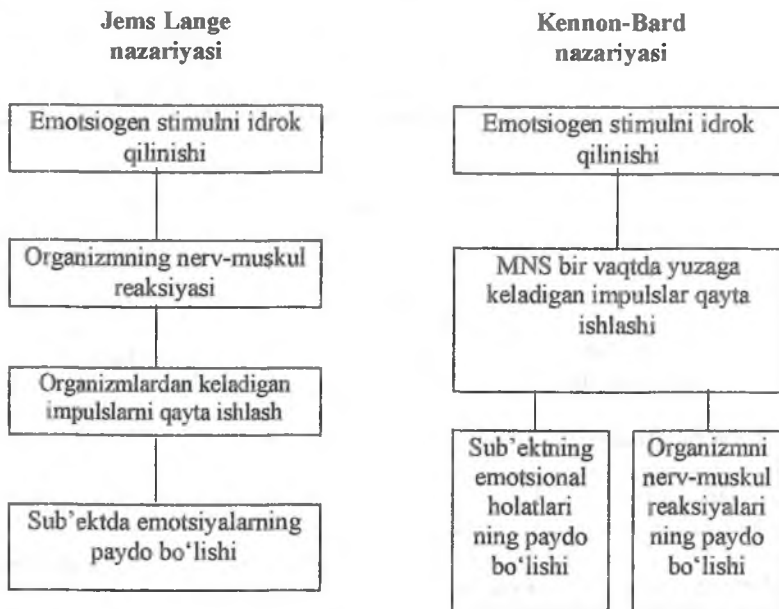 Jems Lange
nazariyasi
Emotsiogen stimulni idrok
qilinishi
Organizmning nerv-muskul
reaksiyasi
Organizmlardan keladigan
impulslarni qayta ishlash
Sub’ektda emotsiyalarning
paydo bo‘lishi
Kennon-Bard
nazariyasi
Emotsiogen stimulni idrok
qilinishi
MNS bir vaqtda yuzaga
keladigan impulslar qayta
ishlashi
Sub’ektning
emotsional
holatlari
ning paydo
bo‘lishi
Organizmni
nerv-muskul
reaksiyalari
ning paydo
bo‘lishi